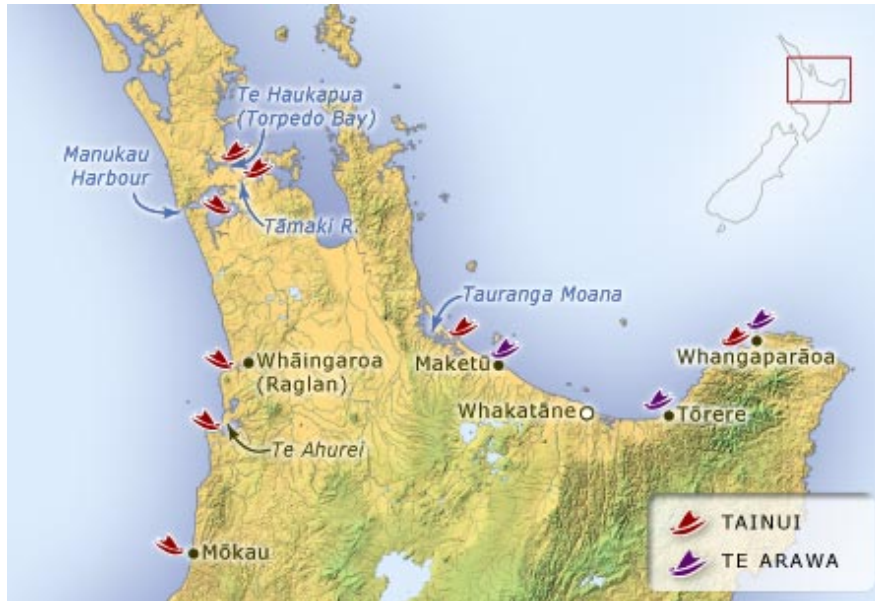 Te Haukapua
(Torpedo Bay)
Manukau
Harbour
Tāmaki R.
Tauranga Moana
Whāingaroa
(Raglan)
Maketū
Whangaparāoa
Whakatāne
Tōrere
Te Ahurei
Mōkau
TAINUI
TE ARAWA